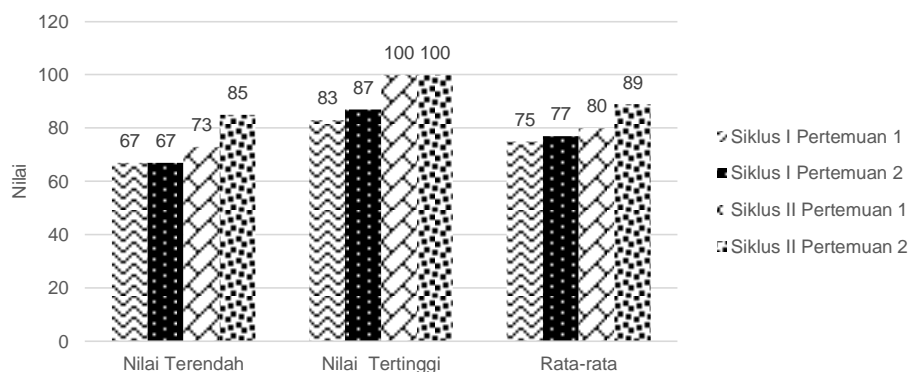 120
100
80
60
40
20
0
Nilai
67 67 73 85
83 87 100 100
75 77 80 89
Nilai Terendah
Nilai Tertinggi
Rata-rata
Siklus I Pertemuan 1
Siklus I Pertemuan 2
Siklus II Pertemuan 1
Siklus II Pertemuan 2